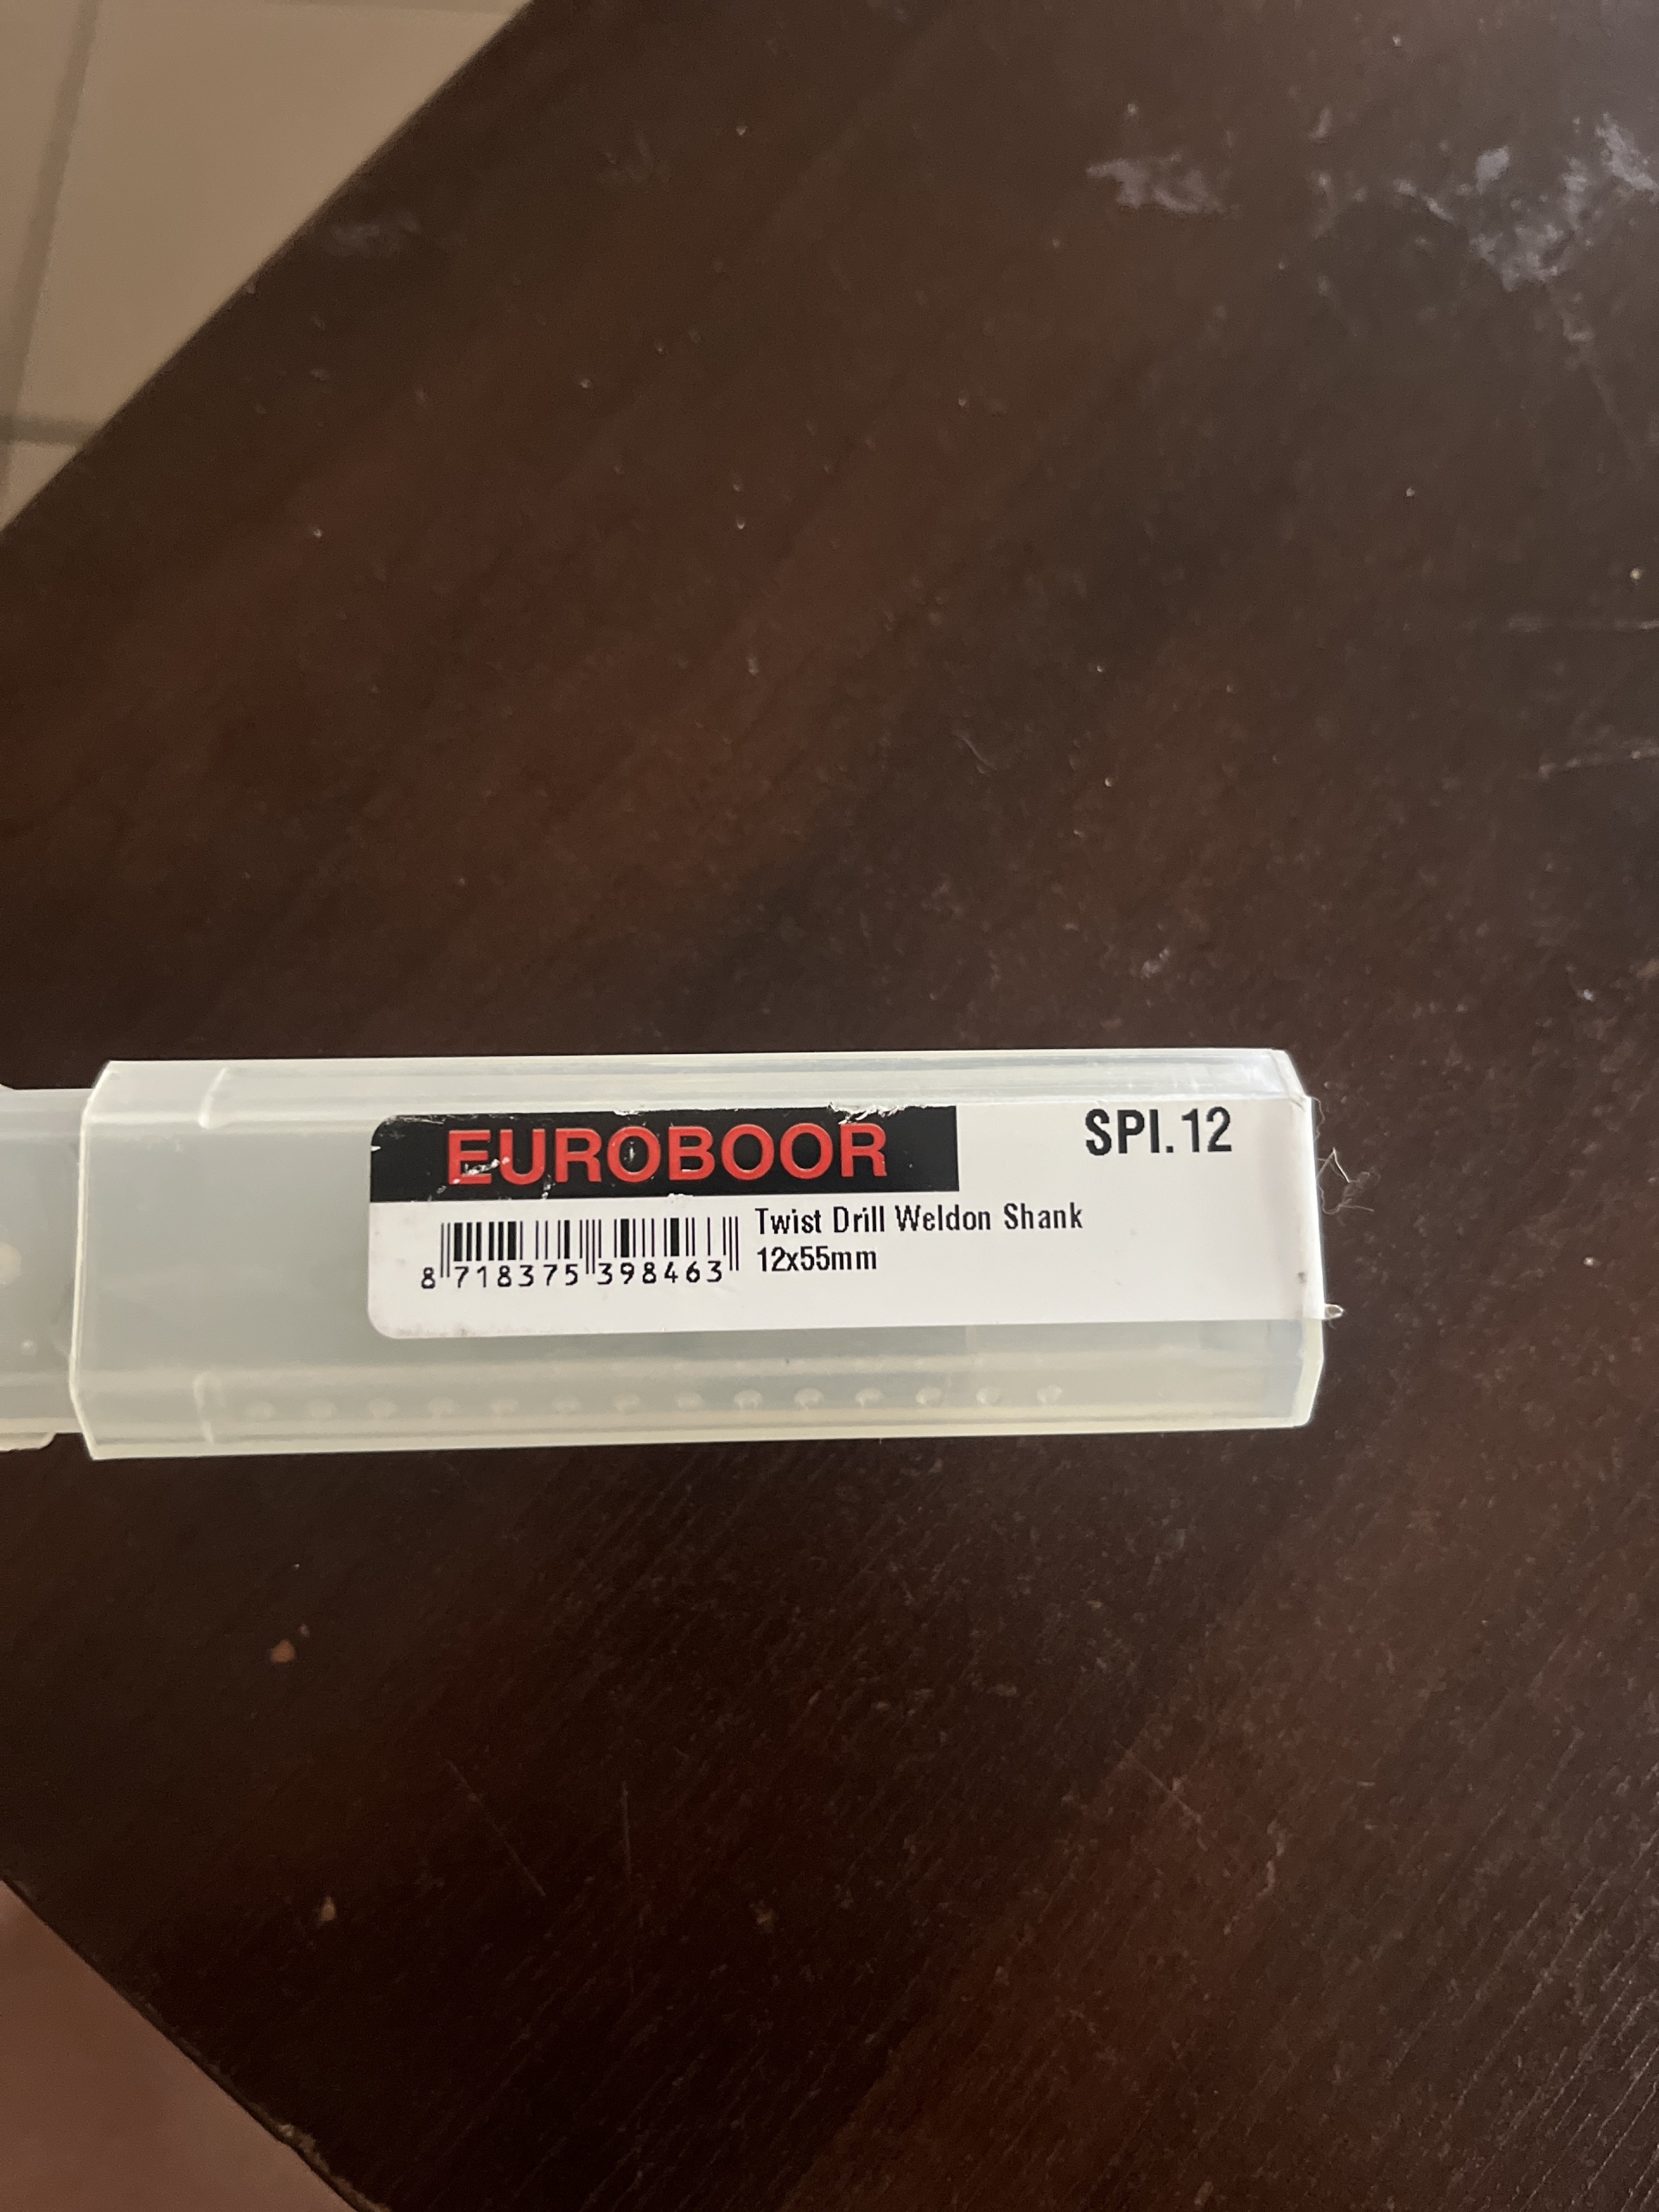 EUROBOOR
SPI.12
Twist Drill Weldon Shank
12x55mm
8 718375 398463